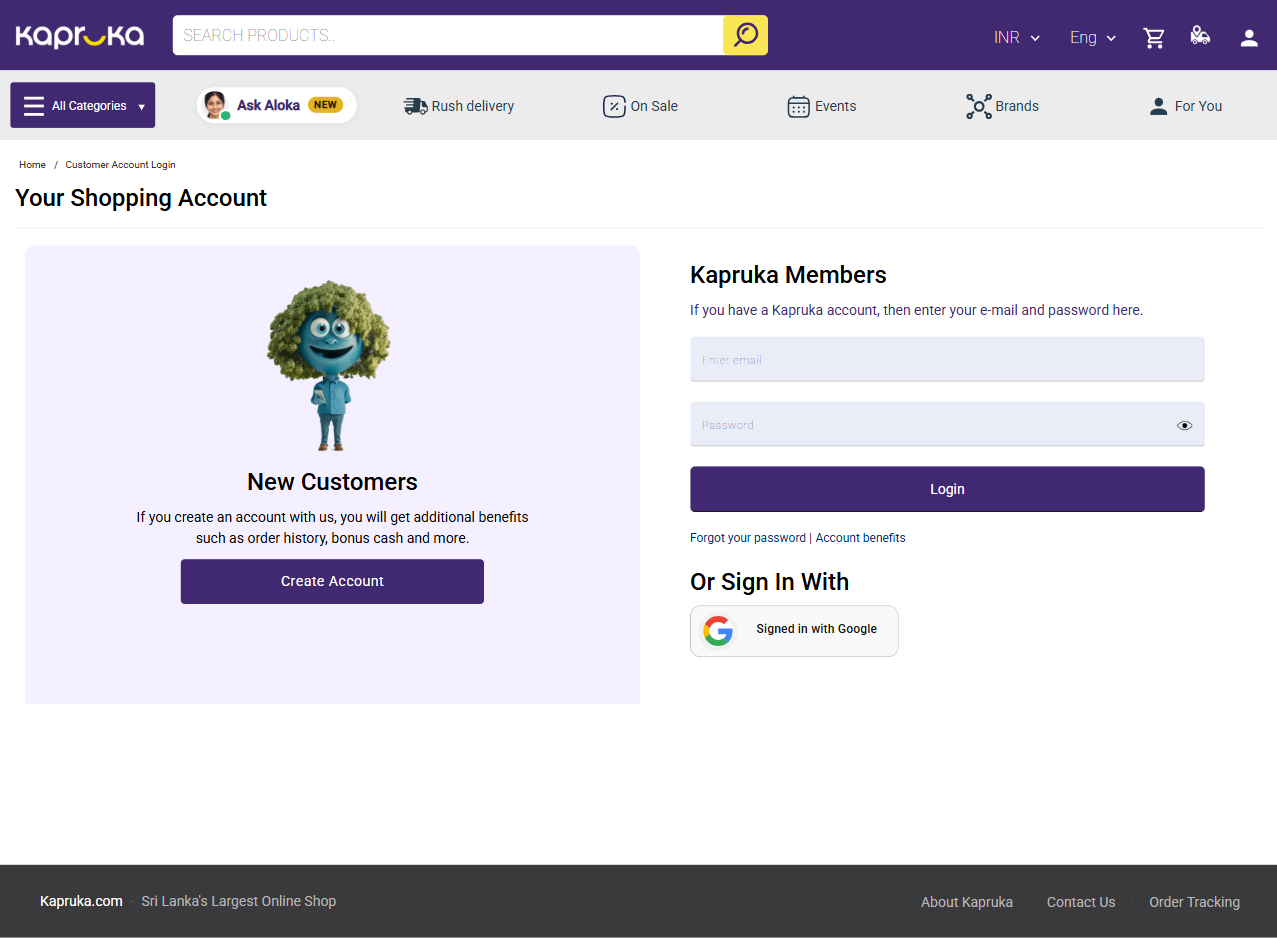 Kapruka
SEARCH PRODUCTS..
INR
Eng
All Categories
Ask Aloka NEW
Rush delivery
On Sale
Events
Brands
For You
Home / Customer Account Login
Your Shopping Account
New Customers
If you create an account with us, you will get additional benefits
such as order history, bonus cash and more.
Create Account
Kapruka Members
If you have a Kapruka account, then enter your e-mail and password here.
Enter email
Password
Login
Forgot your password | Account benefits
Or Sign In With
Signed in with Google
Kapruka.com - Sri Lanka's Largest Online Shop
About Kapruka
Contact Us
Order Tracking